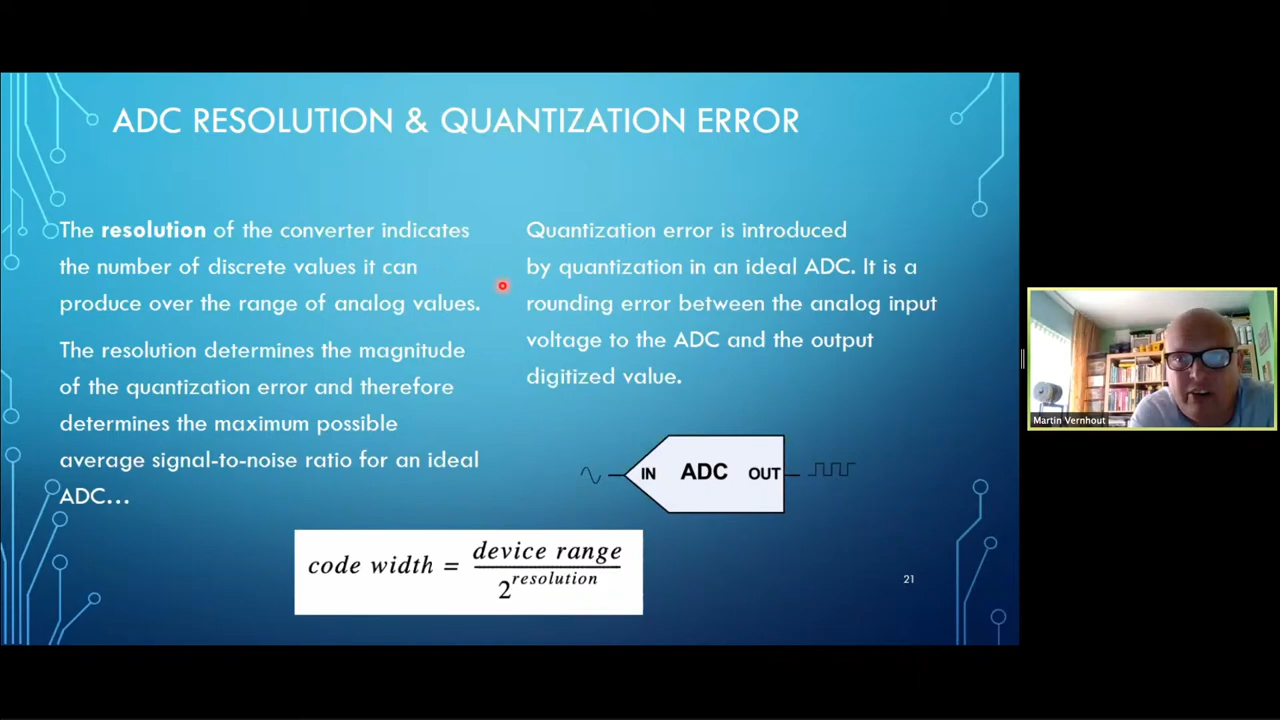 ADC RESOLUTION & QUANTIZATION ERROR
The resolution of the converter indicates
the number of discrete values it can
produce over the range of analog values.
The resolution determines the magnitude
of the quantization error and therefore
determines the maximum possible
average signal-to-noise ratio for an ideal
ADC...
Quantization error is introduced
by quantization in an ideal ADC. It is a
rounding error between the analog input
voltage to the ADC and the output
digitized value.
IN ADC OUT
code width = device range
2^resolution
21
Martin Vernhout